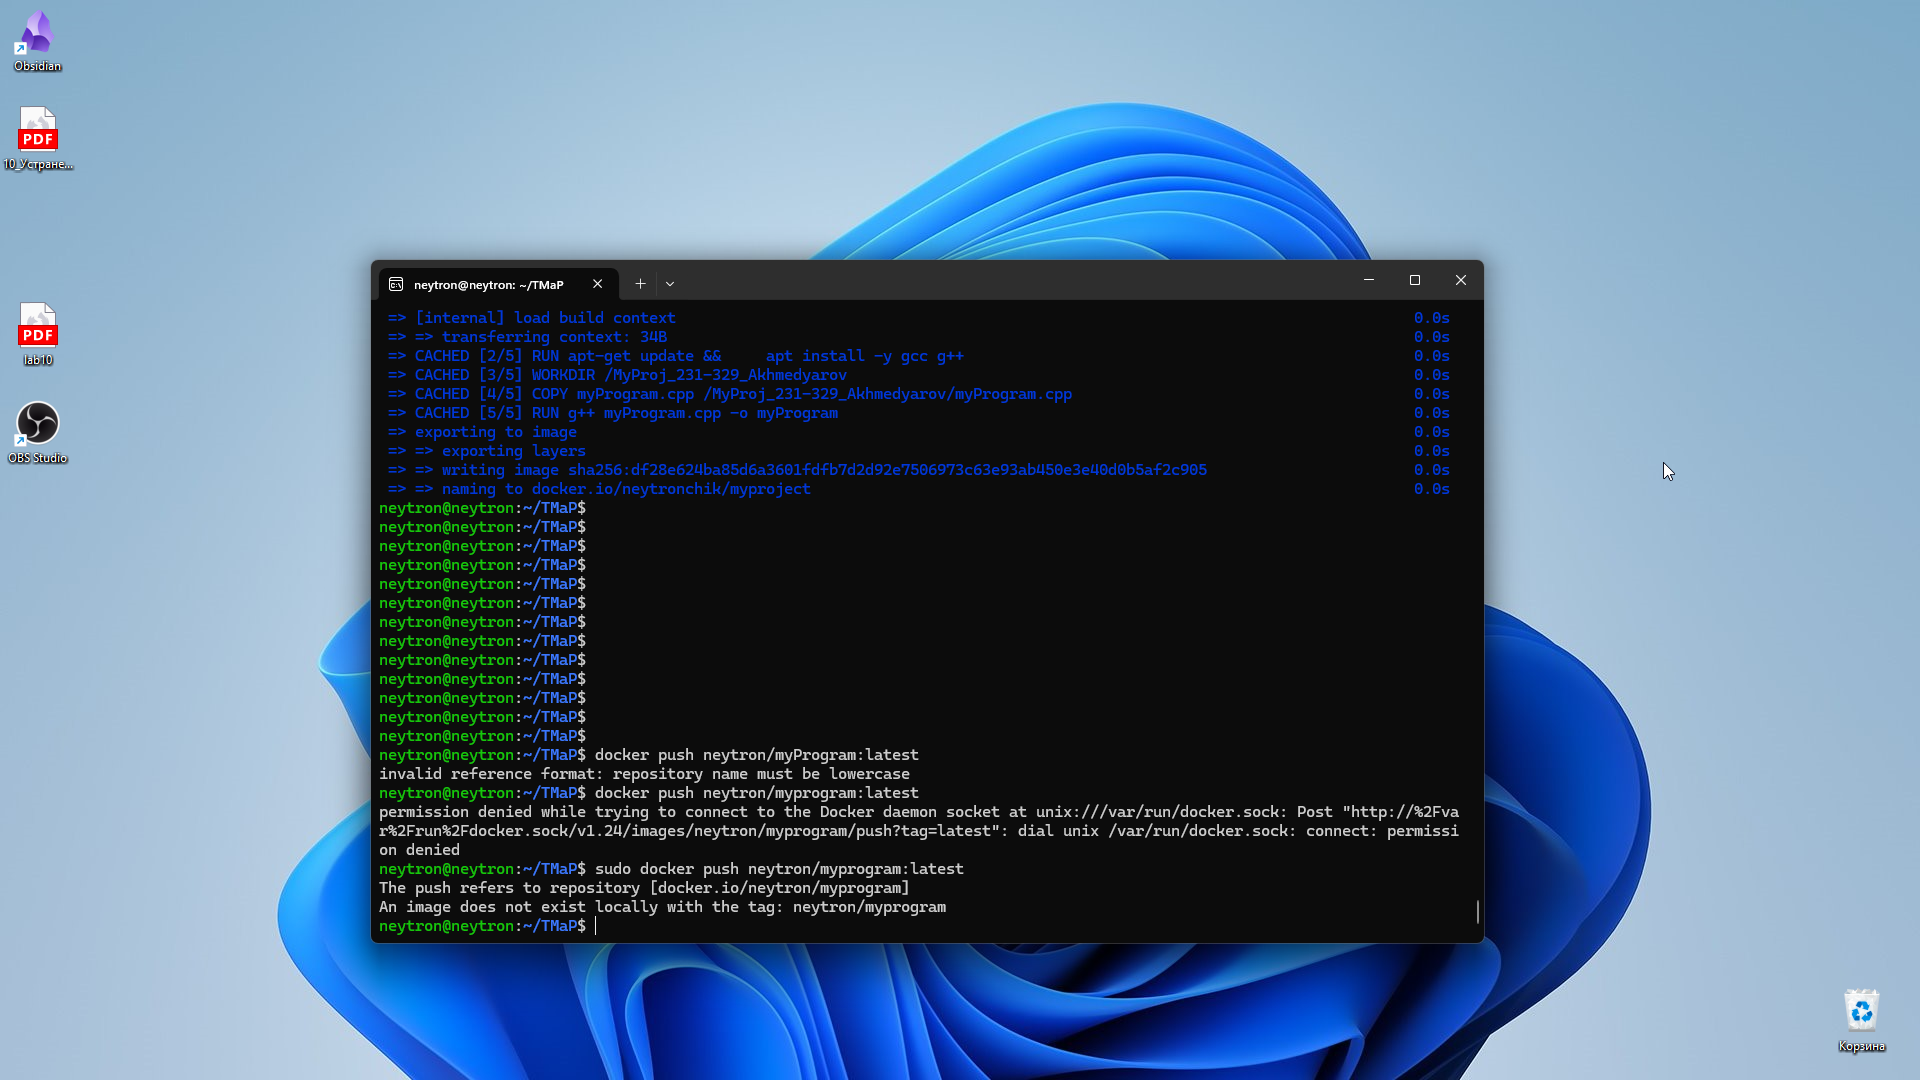 Obsidian
PDF
10_Устране...
PDF
lab10
OBS Studio
neytron@neytron: ~/TMaP
=> [internal] load build context 0.0s
=> => transferring context: 34B 0.0s
=> CACHED [2/5] RUN apt-get update &&     apt install -y gcc g++ 0.0s
=> CACHED [3/5] WORKDIR /MyProj_231-329_Akhmedyarov 0.0s
=> CACHED [4/5] COPY myProgram.cpp /MyProj_231-329_Akhmedyarov/myProgram.cpp 0.0s
=> CACHED [5/5] RUN g++ myProgram.cpp -o myProgram 0.0s
=> exporting to image 0.0s
=> => exporting layers 0.0s
=> => writing image sha256:df28e624ba85d6a3601fdfb7d2d92e7506973c63e93ab450e3e40d0b5af2c905 0.0s
=> => naming to docker.io/neytronchik/myproject 0.0s
neytron@neytron:~/TMaP$
neytron@neytron:~/TMaP$
neytron@neytron:~/TMaP$
neytron@neytron:~/TMaP$
neytron@neytron:~/TMaP$
neytron@neytron:~/TMaP$
neytron@neytron:~/TMaP$
neytron@neytron:~/TMaP$
neytron@neytron:~/TMaP$
neytron@neytron:~/TMaP$
neytron@neytron:~/TMaP$
neytron@neytron:~/TMaP$
neytron@neytron:~/TMaP$
neytron@neytron:~/TMaP$ docker push neytron/myProgram:latest
invalid reference format: repository name must be lowercase
neytron@neytron:~/TMaP$ docker push neytron/myprogram:latest
permission denied while trying to connect to the Docker daemon socket at unix:///var/run/docker.sock: Post "http://%2Fva
r%2Frun%2Fdocker.sock/v1.24/images/neytron/myprogram/push?tag=latest": dial unix /var/run/docker.sock: connect: permissi
on denied
neytron@neytron:~/TMaP$ sudo docker push neytron/myprogram:latest
The push refers to repository [docker.io/neytron/myprogram]
An image does not exist locally with the tag: neytron/myprogram
neytron@neytron:~/TMaP$
Корзина